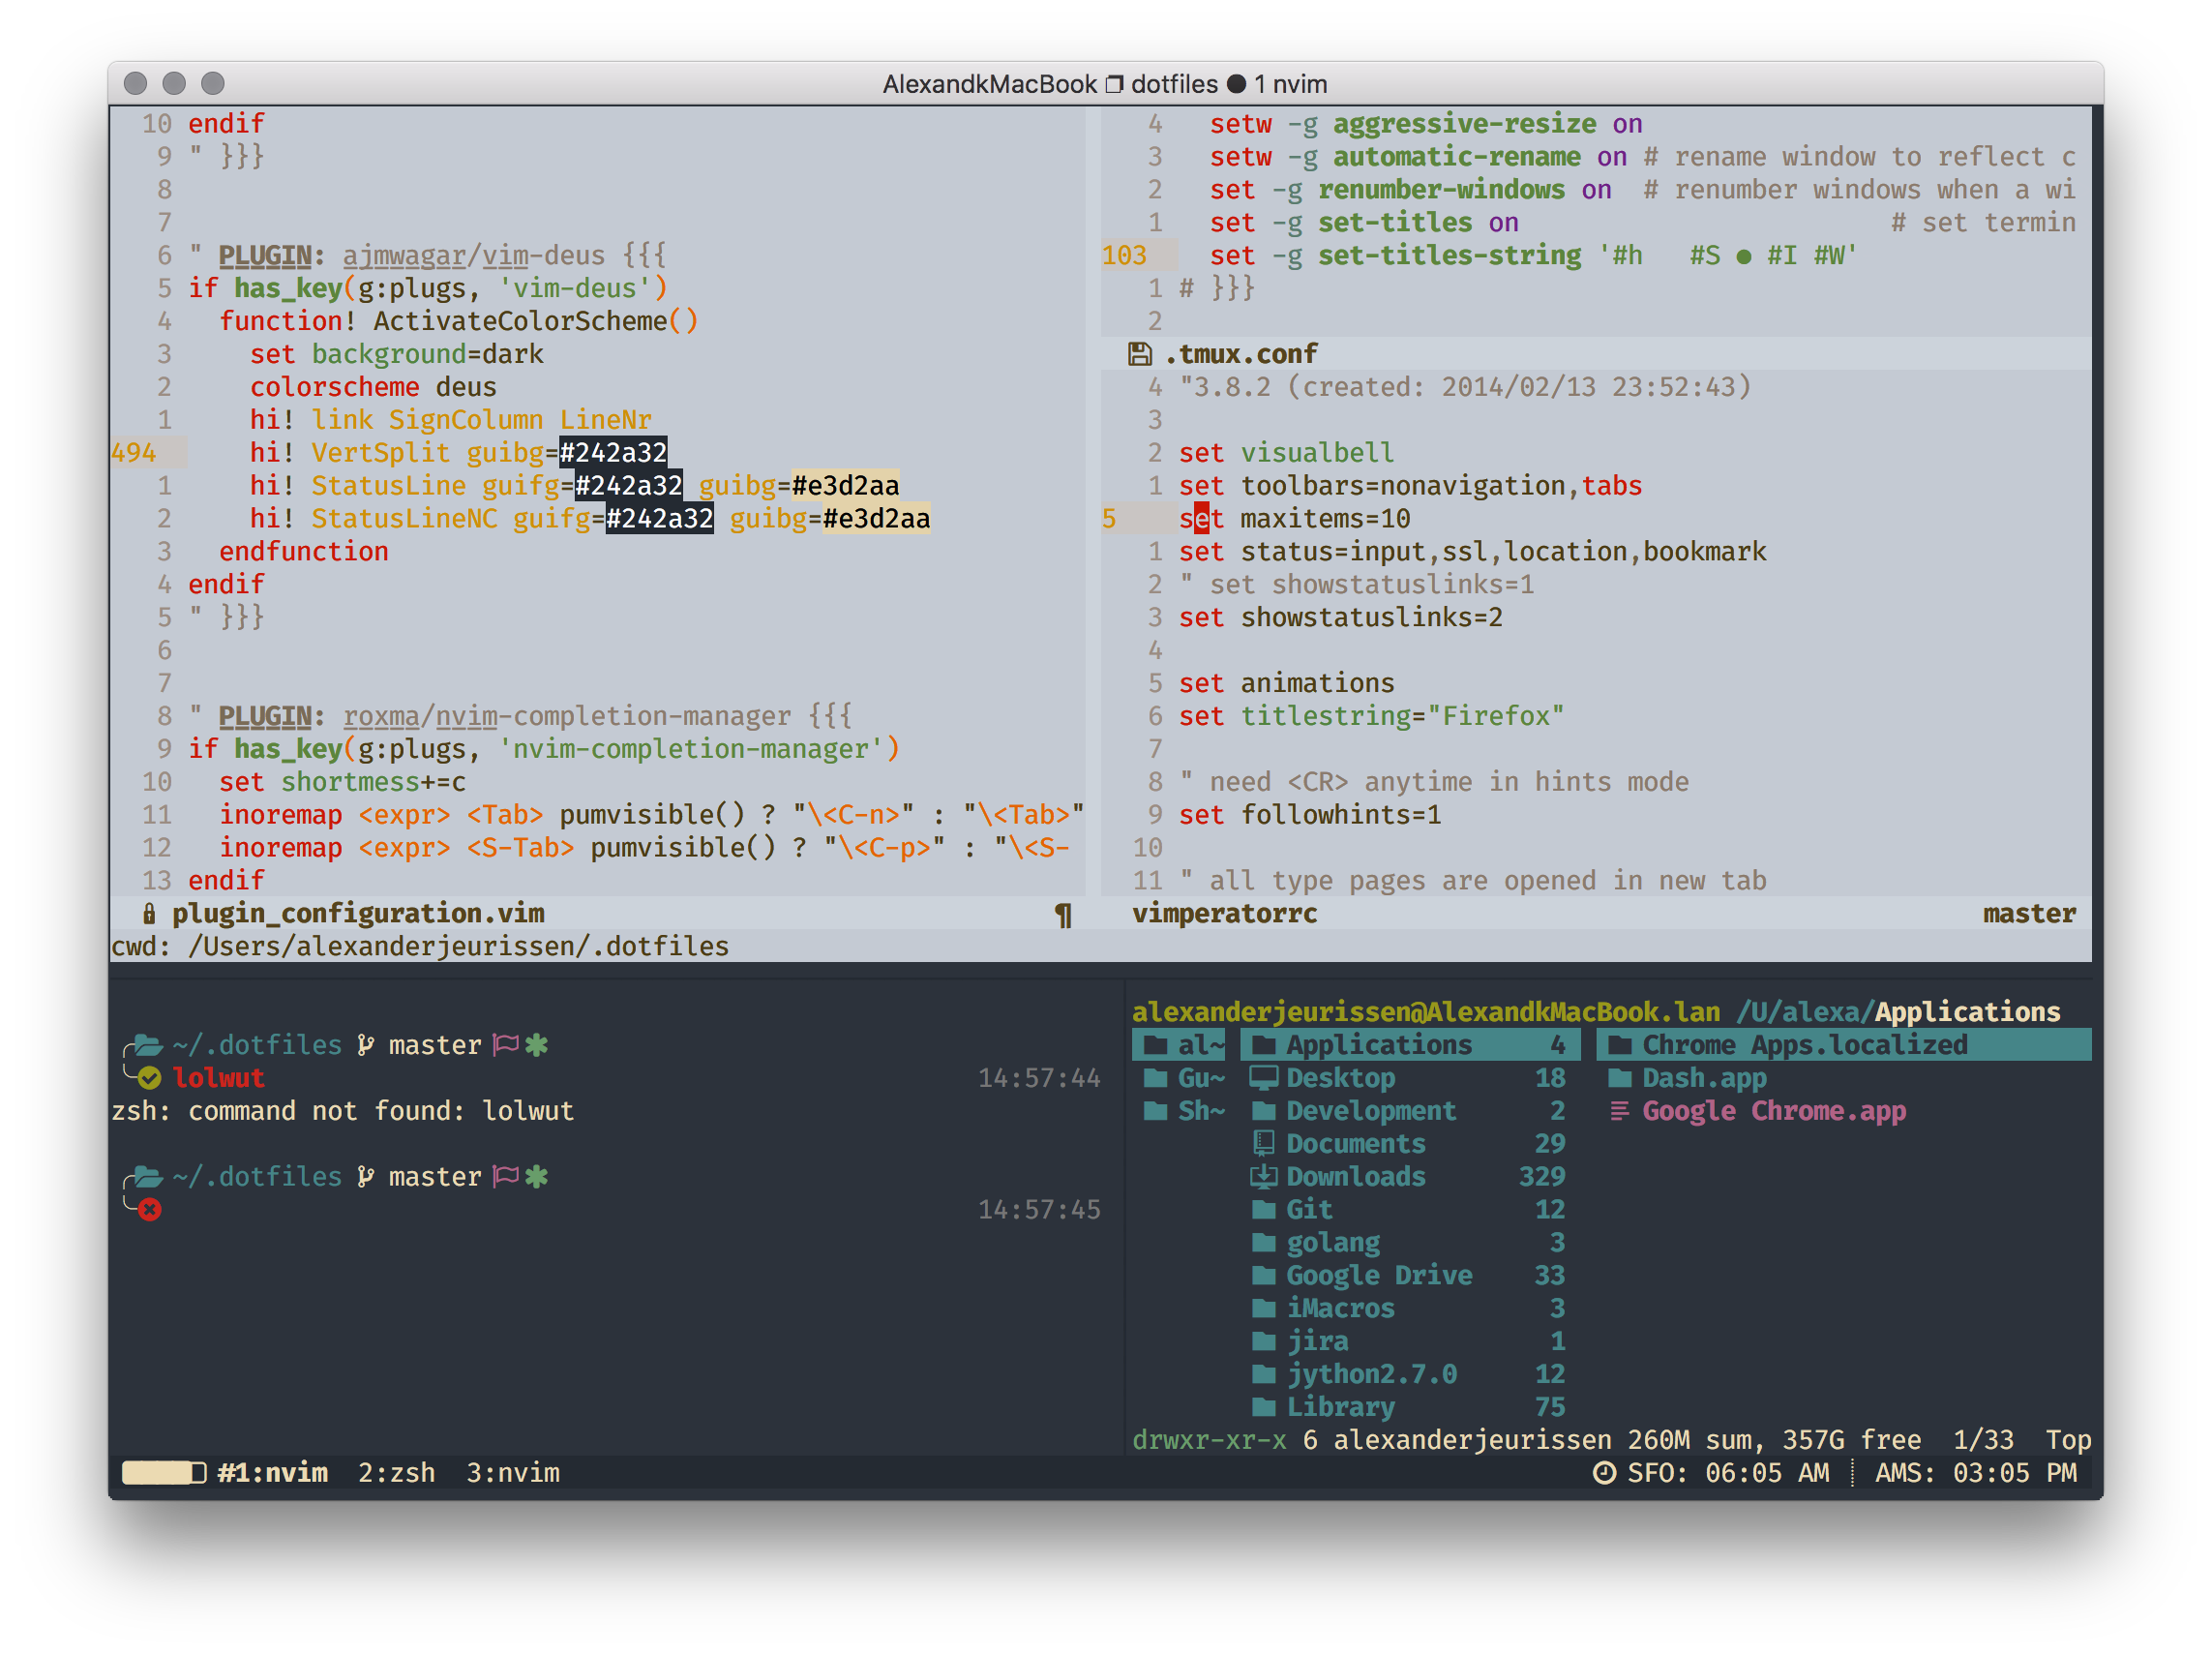 AlexandkMacBook dotfiles ● 1 nvim
10 endif
9 " }}}
8
7
6 " PLUGIN: ajmwagar/vim-deus {{{
5 if has_key(g:plugs, 'vim-deus')
4 function! ActivateColorScheme()
3 set background=dark
2 colorscheme deus
1 hi! link SignColumn LineNr
494 hi! VertSplit guibg=#242a32
1 hi! StatusLine guifg=#242a32 guibg=#e3d2aa
2 hi! StatusLineNC guifg=#242a32 guibg=#e3d2aa
3 endfunction
4 endif
5 " }}}
6
7
8 " PLUGIN: roxma/nvim-completion-manager {{{
9 if has_key(g:plugs, 'nvim-completion-manager')
10 set shortmess+=c
11 inoremap <expr> <Tab> pumvisible() ? "\<C-n>" : "\<Tab>"
12 inoremap <expr> <S-Tab> pumvisible() ? "\<C-p>" : "\<S-
13 endif
plugin_configuration.vim ¶
4 setw -g aggressive-resize on
3 setw -g automatic-rename on # rename window to reflect c
2 set -g renumber-windows on # renumber windows when a wi
1 set -g set-titles on # set termin
103 set -g set-titles-string '#h #S ● #I #W'
1 # }}}
2
.tmux.conf
4 "3.8.2 (created: 2014/02/13 23:52:43)
3
2 set visualbell
1 set toolbars=nonavigation,tabs
5 set maxitems=10
1 set status=input,ssl,location,bookmark
2 " set showstatuslinks=1
3 set showstatuslinks=2
4
5 set animations
6 set titlestring="Firefox"
7
8 " need <CR> anytime in hints mode
9 set followhints=1
10
11 " all type pages are opened in new tab
vimperatorrc master
cwd: /Users/alexanderjeurissen/.dotfiles
~/.dotfiles master
lolwut 14:57:44
zsh: command not found: lolwut
~/.dotfiles master
14:57:45
alexanderjeurissen@AlexandkMacBook.lan /U/alexa/Applications
al~ Applications 4 Chrome Apps.localized
Gu~ Desktop 18 Dash.app
Sh~ Development 2 Google Chrome.app
Documents 29
Downloads 329
Git 12
golang 3
Google Drive 33
iMacros 3
jira 1
jython2.7.0 12
Library 75
drwxr-xr-x 6 alexanderjeurissen 260M sum, 357G free 1/33 Top
#1:nvim 2:zsh 3:nvim SFO: 06:05 AM AMS: 03:05 PM